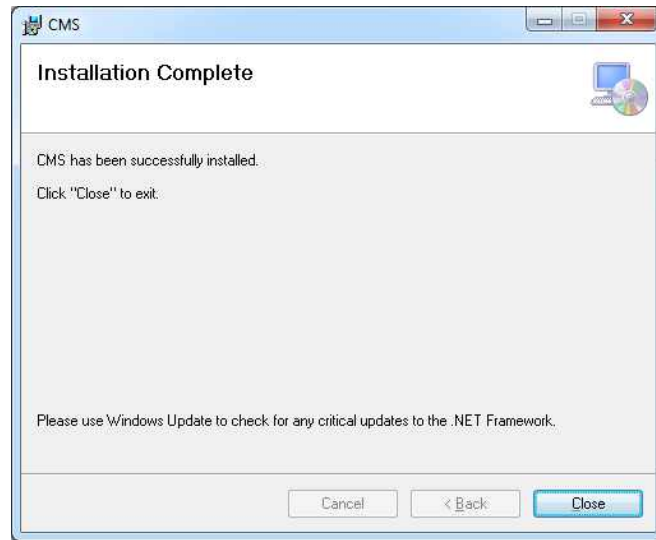 CMS
Installation Complete
CMS has been successfully installed.
Click "Close" to exit.
Please use Windows Update to check for any critical updates to the .NET Framework.
Cancel
< Back
Close